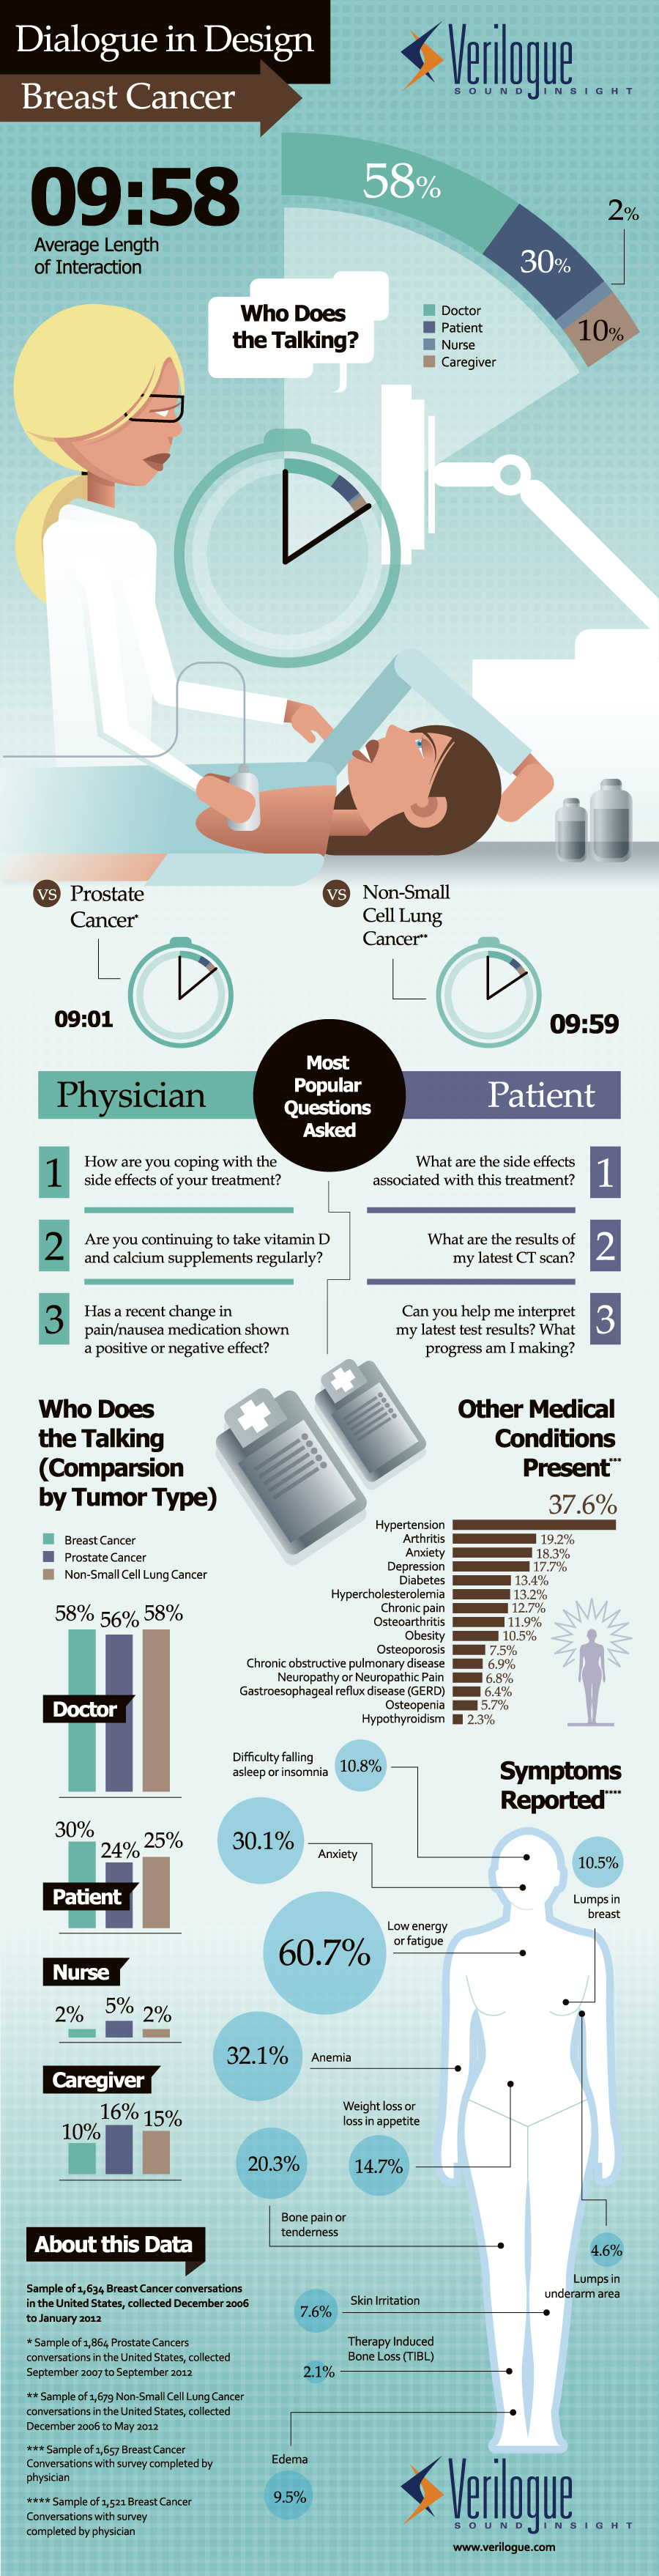 Dialogue in Design
Breast Cancer
Verilogue
SOUND INSIGHT
09:58
Average Length
of Interaction
58%
30%
2%
10%
Who Does
the Talking?
Doctor
Patient
Nurse
Caregiver
VS Prostate
Cancer*
09:01
VS Non-Small
Cell Lung
Cancer**
09:59
Most
Popular
Questions
Asked
Physician
Patient
1 How are you coping with the
side effects of your treatment?
2 Are you continuing to take vitamin D
and calcium supplements regularly?
3 Has a recent change in
pain/nausea medication shown
a positive or negative effect?
What are the side effects
associated with this treatment? 1
What are the results of
my latest CT scan? 2
Can you help me interpret
my latest test results? What
progress am I making? 3
Who Does
the Talking
(Comparsion
by Tumor Type)
Breast Cancer
Prostate Cancer
Non-Small Cell Lung Cancer
58% 56% 58%
Doctor
30% 24% 25%
Patient
Nurse
2% 5% 2%
Caregiver
10% 16% 15%
Other Medical
Conditions
Present***
Hypertension 37.6%
Arthritis 19.2%
Anxiety 18.3%
Depression 17.7%
Diabetes 13.4%
Hypercholesterolemia 13.2%
Chronic pain 12.7%
Osteoarthritis 11.9%
Obesity 10.5%
Osteoporosis 7.5%
Chronic obstructive pulmonary disease 6.9%
Neuropathy or Neuropathic Pain 6.8%
Gastroesophageal reflux disease (GERD) 6.4%
Osteopenia 5.7%
Hypothyroidism 2.3%
Symptoms
Reported****
Difficulty falling
asleep or insomnia
10.8%
30.1%
Anxiety
10.5%
Lumps in
breast
60.7%
Low energy
or fatigue
32.1%
Anemia
Weight loss or
loss in appetite
14.7%
20.3%
Bone pain or
tenderness
4.6%
Lumps in
underarm area
7.6%
Skin Irritation
Therapy Induced
Bone Loss (TIBL)
2.1%
Edema
9.5%
About this Data
Sample of 1,634 Breast Cancer conversations
in the United States, collected December 2006
to January 2012
* Sample of 1,864 Prostate Cancers
conversations in the United States, collected
September 2007 to September 2012
** Sample of 1,679 Non-Small Cell Lung Cancer
conversations in the United States, collected
December 2006 to May 2012
*** Sample of 1,657 Breast Cancer
Conversations with survey completed by
physician
**** Sample of 1,521 Breast Cancer
Conversations with survey
completed by physician
Verilogue
SOUND INSIGHT
www.verilogue.com